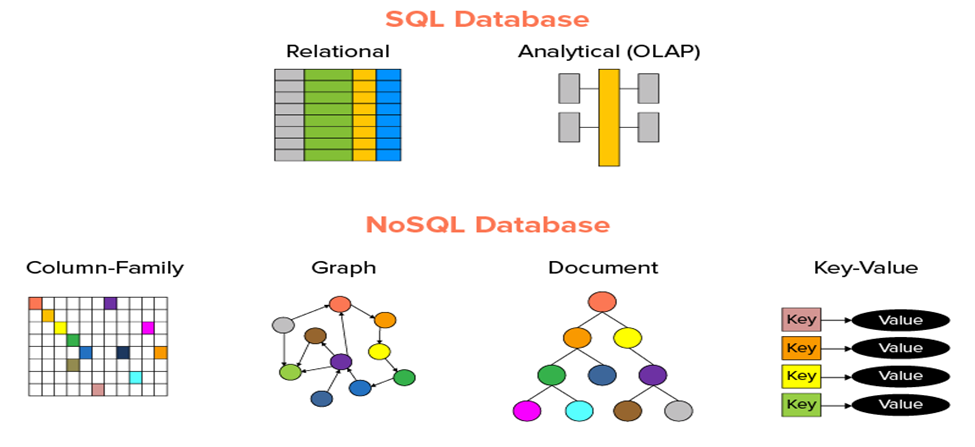 SQL Database
Relational
Analytical (OLAP)
NoSQL Database
Column-Family
Graph
Document
Key-Value
Key
Value
Key
Value
Key
Value
Key
Value